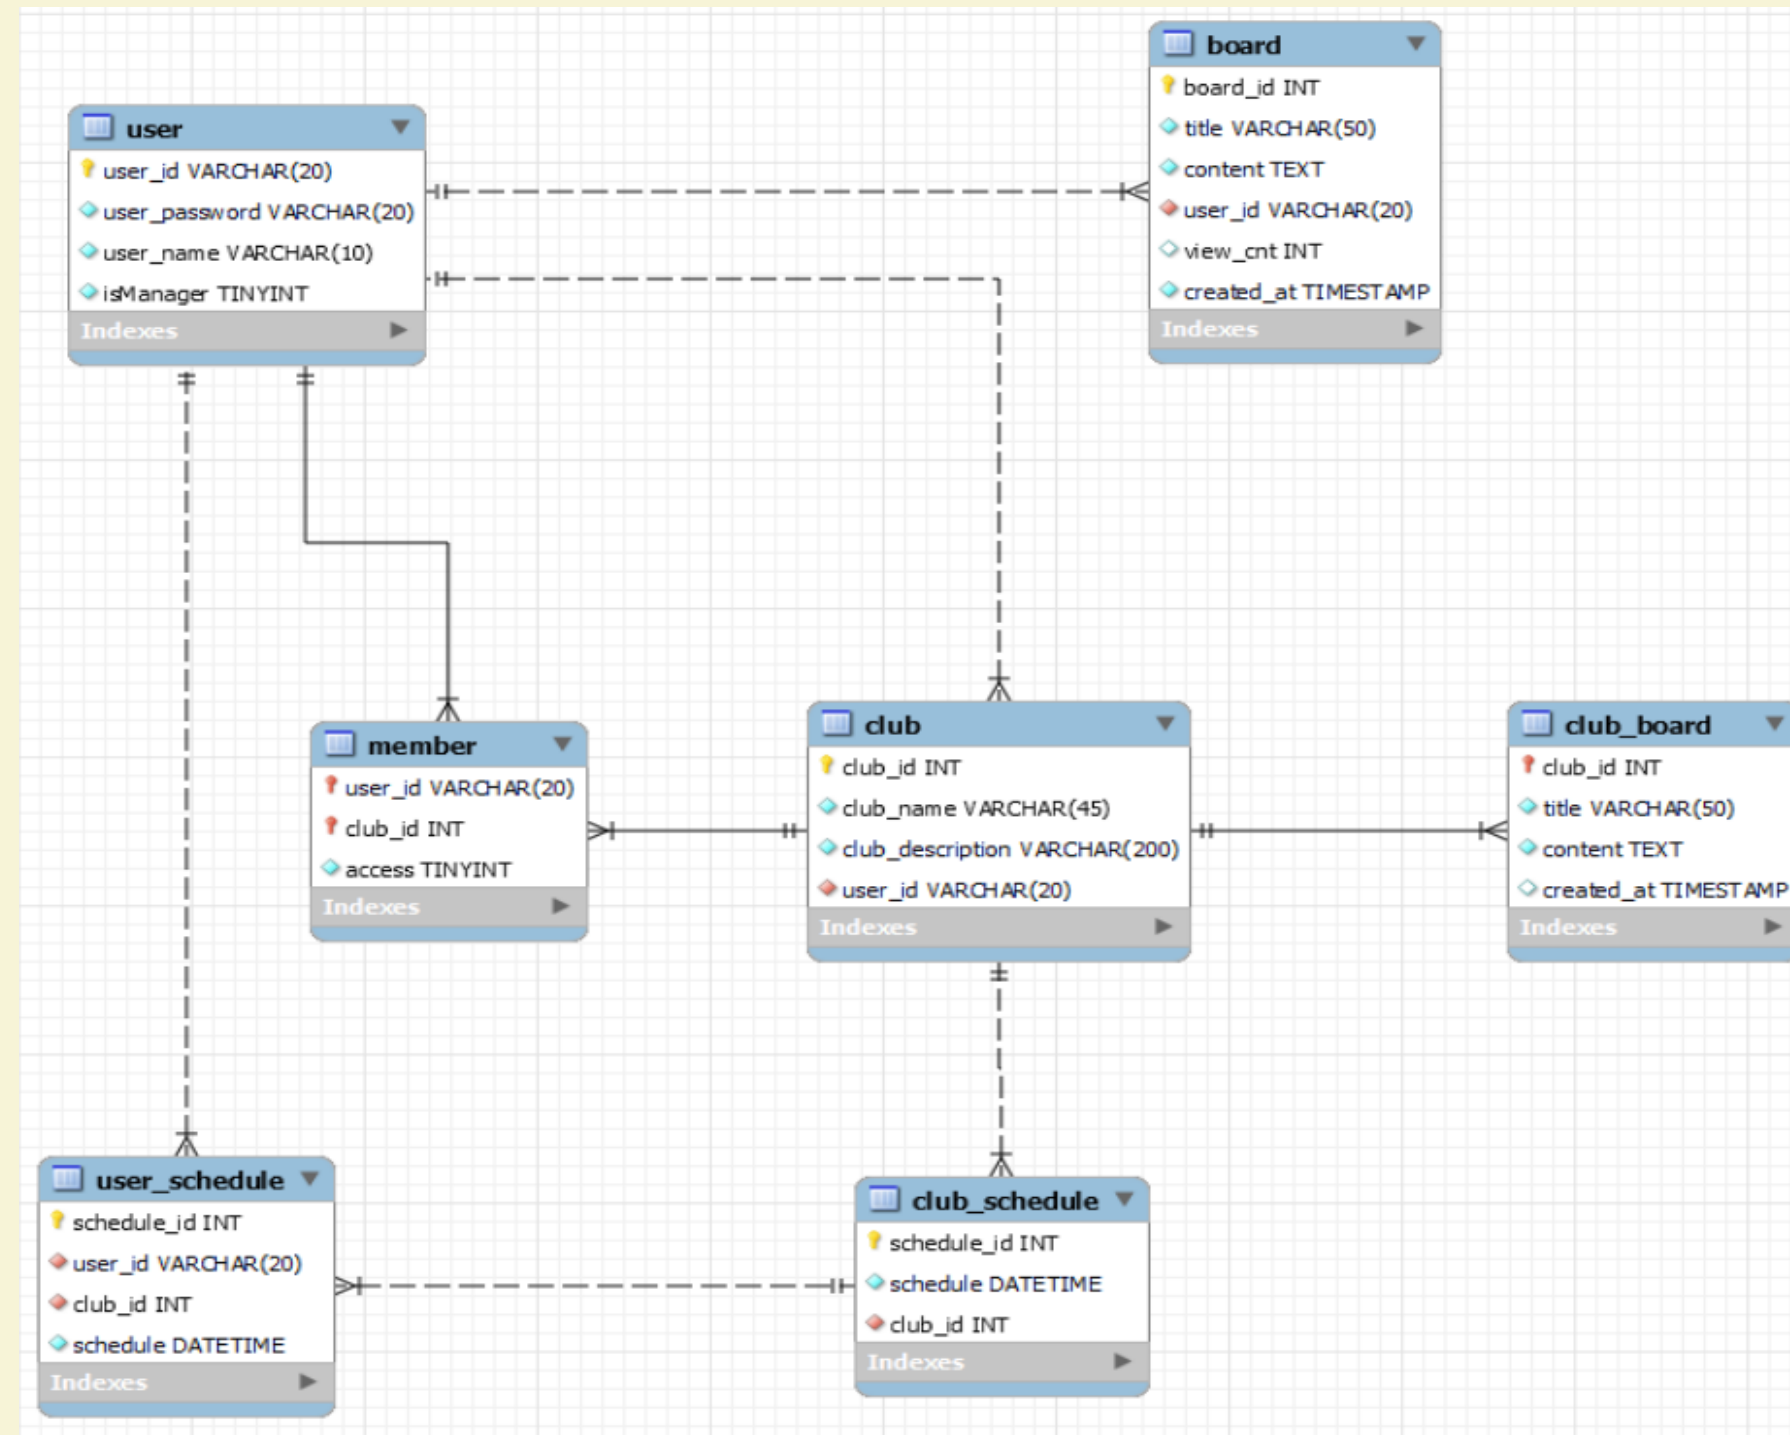 user
user_id VARCHAR(20)
user_password VARCHAR(20)
user_name VARCHAR(10)
isManager TINYINT
Indexes
board
board_id INT
title VARCHAR(50)
content TEXT
user_id VARCHAR(20)
view_cnt INT
created_at TIMESTAMP
Indexes
member
user_id VARCHAR(20)
club_id INT
access TINYINT
Indexes
club
club_id INT
club_name VARCHAR(45)
club_description VARCHAR(200)
user_id VARCHAR(20)
Indexes
club_board
club_id INT
title VARCHAR(50)
content TEXT
created_at TIMESTAMP
Indexes
user_schedule
schedule_id INT
user_id VARCHAR(20)
club_id INT
schedule DATETIME
Indexes
club_schedule
schedule_id INT
schedule DATETIME
club_id INT
Indexes